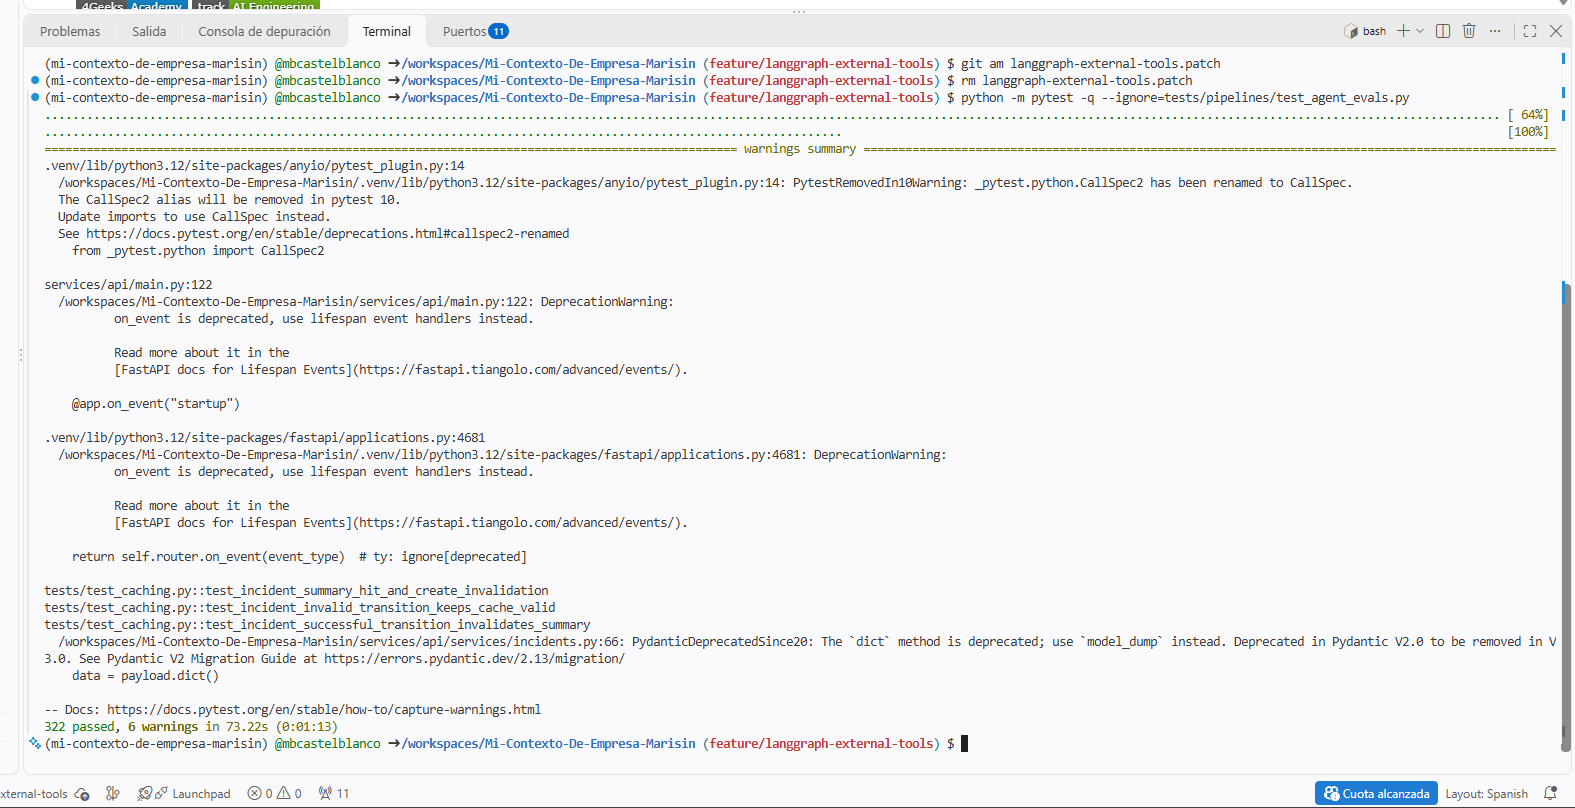 4Geeks Academy track AI Engineering
Problemas Salida Consola de depuración Terminal Puertos 11 bash
(mi-contexto-de-empresa-marisin) @mbcastelblanco ➜/workspaces/Mi-Contexto-De-Empresa-Marisin (feature/langgraph-external-tools) $ git am langgraph-external-tools.patch
(mi-contexto-de-empresa-marisin) @mbcastelblanco ➜/workspaces/Mi-Contexto-De-Empresa-Marisin (feature/langgraph-external-tools) $ rm langgraph-external-tools.patch
(mi-contexto-de-empresa-marisin) @mbcastelblanco ➜/workspaces/Mi-Contexto-De-Empresa-Marisin (feature/langgraph-external-tools) $ python -m pytest -q --ignore=tests/pipelines/test_agent_evals.py
[ 64%]
[100%]
warnings summary
.venv/lib/python3.12/site-packages/anyio/pytest_plugin.py:14
/workspaces/Mi-Contexto-De-Empresa-Marisin/.venv/lib/python3.12/site-packages/anyio/pytest_plugin.py:14: PytestRemovedIn10Warning: _pytest.python.CallSpec2 has been renamed to CallSpec.
The CallSpec2 alias will be removed in pytest 10.
Update imports to use CallSpec instead.
See https://docs.pytest.org/en/stable/deprecations.html#callspec2-renamed
from _pytest.python import CallSpec2
services/api/main.py:122
/workspaces/Mi-Contexto-De-Empresa-Marisin/services/api/main.py:122: DeprecationWarning:
on_event is deprecated, use lifespan event handlers instead.
Read more about it in the
[FastAPI docs for Lifespan Events](https://fastapi.tiangolo.com/advanced/events/).
@app.on_event("startup")
.venv/lib/python3.12/site-packages/fastapi/applications.py:4681
/workspaces/Mi-Contexto-De-Empresa-Marisin/.venv/lib/python3.12/site-packages/fastapi/applications.py:4681: DeprecationWarning:
on_event is deprecated, use lifespan event handlers instead.
Read more about it in the
[FastAPI docs for Lifespan Events](https://fastapi.tiangolo.com/advanced/events/).
return self.router.on_event(event_type)  # ty: ignore[deprecated]
tests/test_caching.py::test_incident_summary_hit_and_create_invalidation
tests/test_caching.py::test_incident_invalid_transition_keeps_cache_valid
tests/test_caching.py::test_incident_successful_transition_invalidates_summary
/workspaces/Mi-Contexto-De-Empresa-Marisin/services/api/services/incidents.py:66: PydanticDeprecatedSince20: The `dict` method is deprecated; use `model_dump` instead. Deprecated in Pydantic V2.0 to be removed in V
3.0. See Pydantic V2 Migration Guide at https://errors.pydantic.dev/2.13/migration/
data = payload.dict()
-- Docs: https://docs.pytest.org/en/stable/how-to/capture-warnings.html
322 passed, 6 warnings in 73.22s (0:01:13)
(mi-contexto-de-empresa-marisin) @mbcastelblanco ➜/workspaces/Mi-Contexto-De-Empresa-Marisin (feature/langgraph-external-tools) $
xternal-tools Launchpad 0 0 11 Cuota alcanzada Layout: Spanish